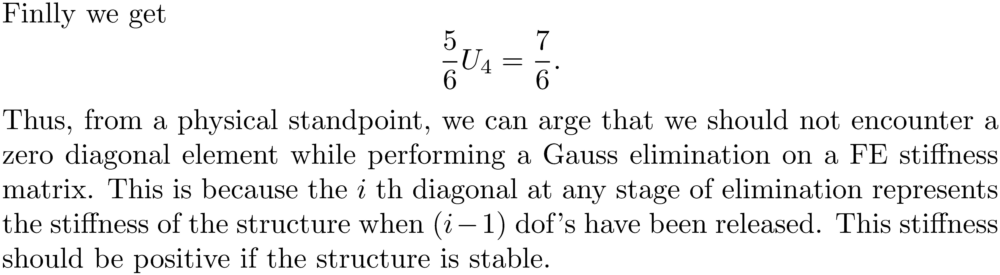 Finlly we get
\frac{5}{6}U_4 = \frac{7}{6}.
Thus, from a physical standpoint, we can arge that we should not encounter a
zero diagonal element while performing a Gauss elimination on a FE stiffness
matrix. This is because the i th diagonal at any stage of elimination represents
the stiffness of the structure when (i − 1) dof's have been released. This stiffness
should be positive if the structure is stable.